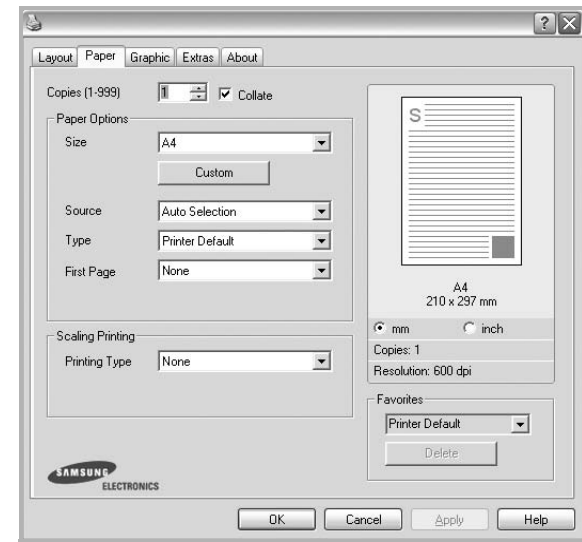 ?
Layout Paper Graphic Extras About
Copies (1-999) 1 Collate
Paper Options
Size A4
Custom
Source Auto Selection
Type Printer Default
First Page None
Scaling Printing
Printing Type None
SAMSUNG
ELECTRONICS
S
A4
210 x 297 mm
mm inch
Copies: 1
Resolution: 600 dpi
Favorites
Printer Default
Delete
OK Cancel Apply Help